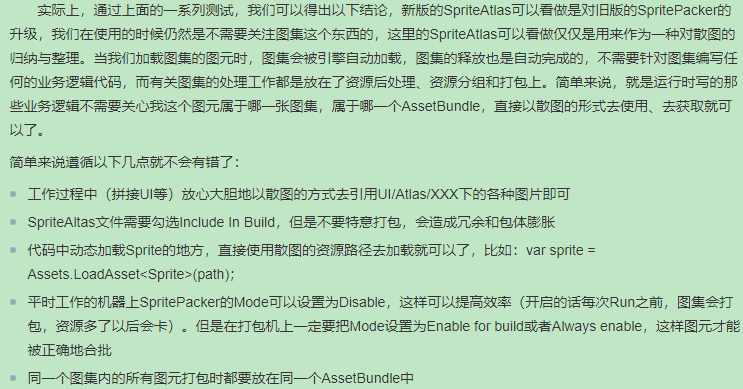 实际上，通过上面的一系列测试，我们可以得出以下结论，新版的SpriteAtlas可以看做是对旧版的SpritePacker的
升级，我们在使用的时候仍然是不需要关注图集这个东西的，这里的SpriteAtlas可以看做仅仅是用来作为一种对散图的
归纳与整理。当我们加载图集的图元时，图集会被引擎自动加载，图集的释放也是自动完成的，不需要针对图集编写任
何的业务逻辑代码，而有关图集的处理工作都是放在了资源后处理、资源分组和打包上。简单来说，就是运行时写的那
些业务逻辑不需要关心我这个图元属于哪一张图集，属于哪一个AssetBundle，直接以散图的形式去使用、去获取就可
以了。
简单来说遵循以下几点就不会有错了：
工作过程中（拼接UI等）放心大胆地以散图的方式去引用UI/Atlas/XXX下的各种图片即可
SpriteAltas文件需要勾选Include In Build，但是不要特意打包，会造成冗余和包体膨胀
代码中动态加载Sprite的地方，直接使用散图的资源路径去加载就可以了，比如：var sprite =
Assets.LoadAsset<Sprite>(path);
平时工作的机器上SpritePacker的Mode可以设置为Disable，这样可以提高效率（开启的话每次Run之前，图集会打
包，资源多了以后会卡）。但是在打包机上一定要把Mode设置为Enable for build或者Always enable，这样图元才能
被正确地合批
同一个图集内的所有图元打包时都要放在同一个AssetBundle中